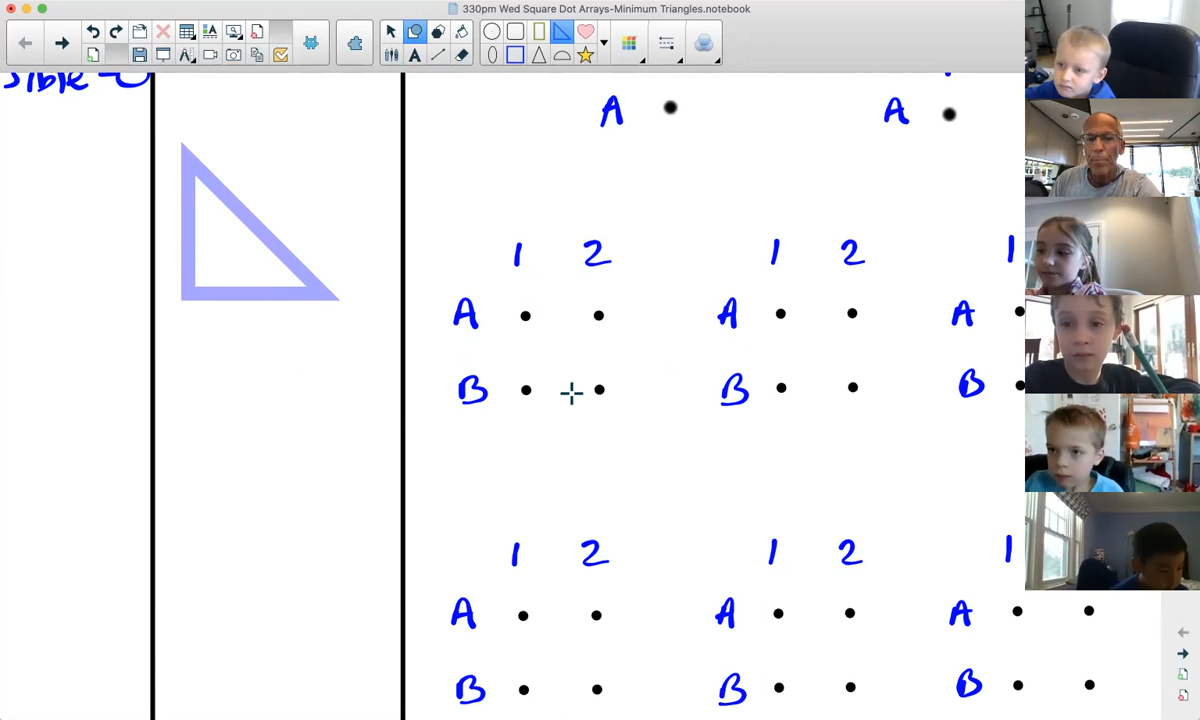 330pm Wed Square Dot Arrays-Minimum Triangles.notebook
A A
1 2 1 2 1
A A A
B B B
1 2 1 2 1
A A A
B B B